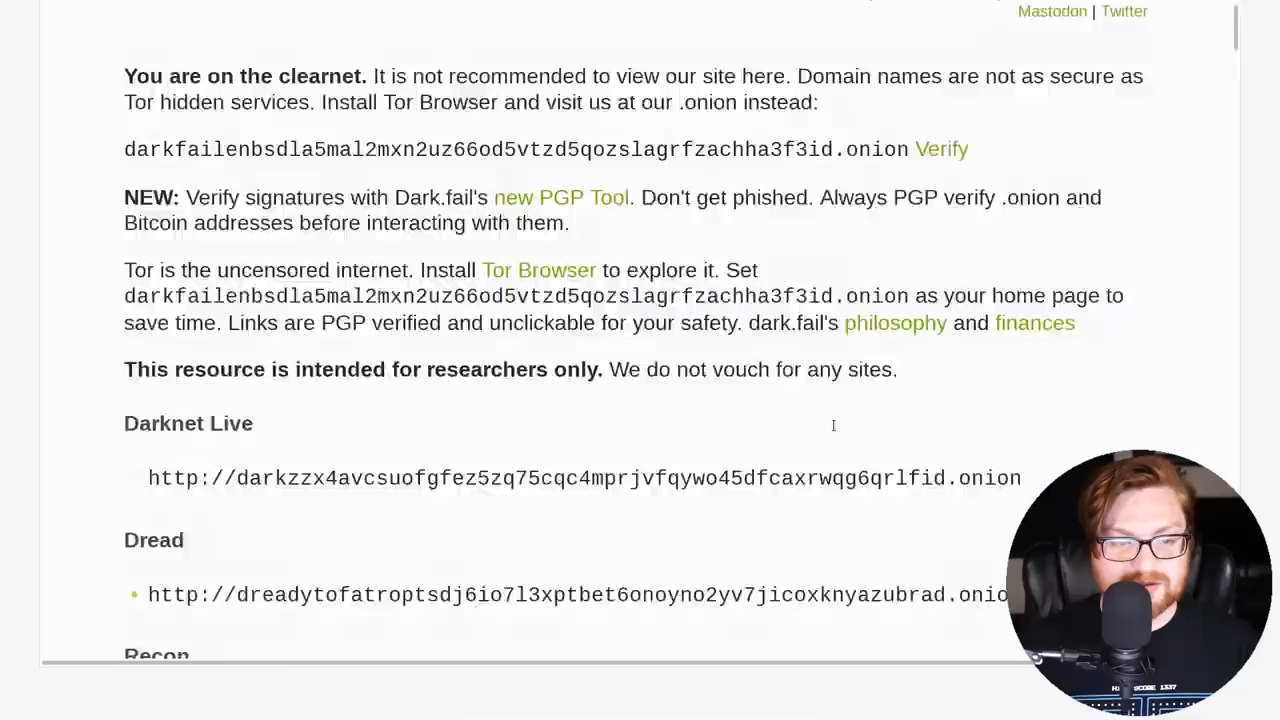 Mastodon | Twitter
You are on the clearnet. It is not recommended to view our site here. Domain names are not as secure as
Tor hidden services. Install Tor Browser and visit us at our .onion instead:
darkfailenbsdla5mal2mxn2uz66od5vtzd5qozslagrfzachha3f3id.onion Verify
NEW: Verify signatures with Dark.fail's new PGP Tool. Don't get phished. Always PGP verify .onion and
Bitcoin addresses before interacting with them.
Tor is the uncensored internet. Install Tor Browser to explore it. Set
darkfailenbsdla5mal2mxn2uz66od5vtzd5qozslagrfzachha3f3id.onion as your home page to
save time. Links are PGP verified and unclickable for your safety. dark.fail's philosophy and finances
This resource is intended for researchers only. We do not vouch for any sites.
Darknet Live
http://darkzzx4avcsuofgfez5zq75cqc4mprjvfqywo45dfcaxrwqg6qrlfid.onion
Dread
• http://dreadytofatroptsdj6io7l3xptbet6onoyno2yv7jicoxknyazubrad.onio
Recon
HI SCORE 1337